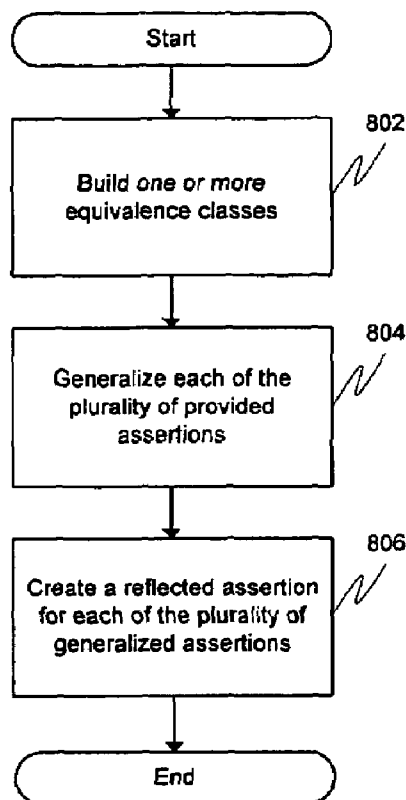 Start
802
Build one or more
equivalence classes
804
Generalize each of the
plurality of provided
assertions
806
Create a reflected assertion
for each of the plurality of
generalized assertions
End